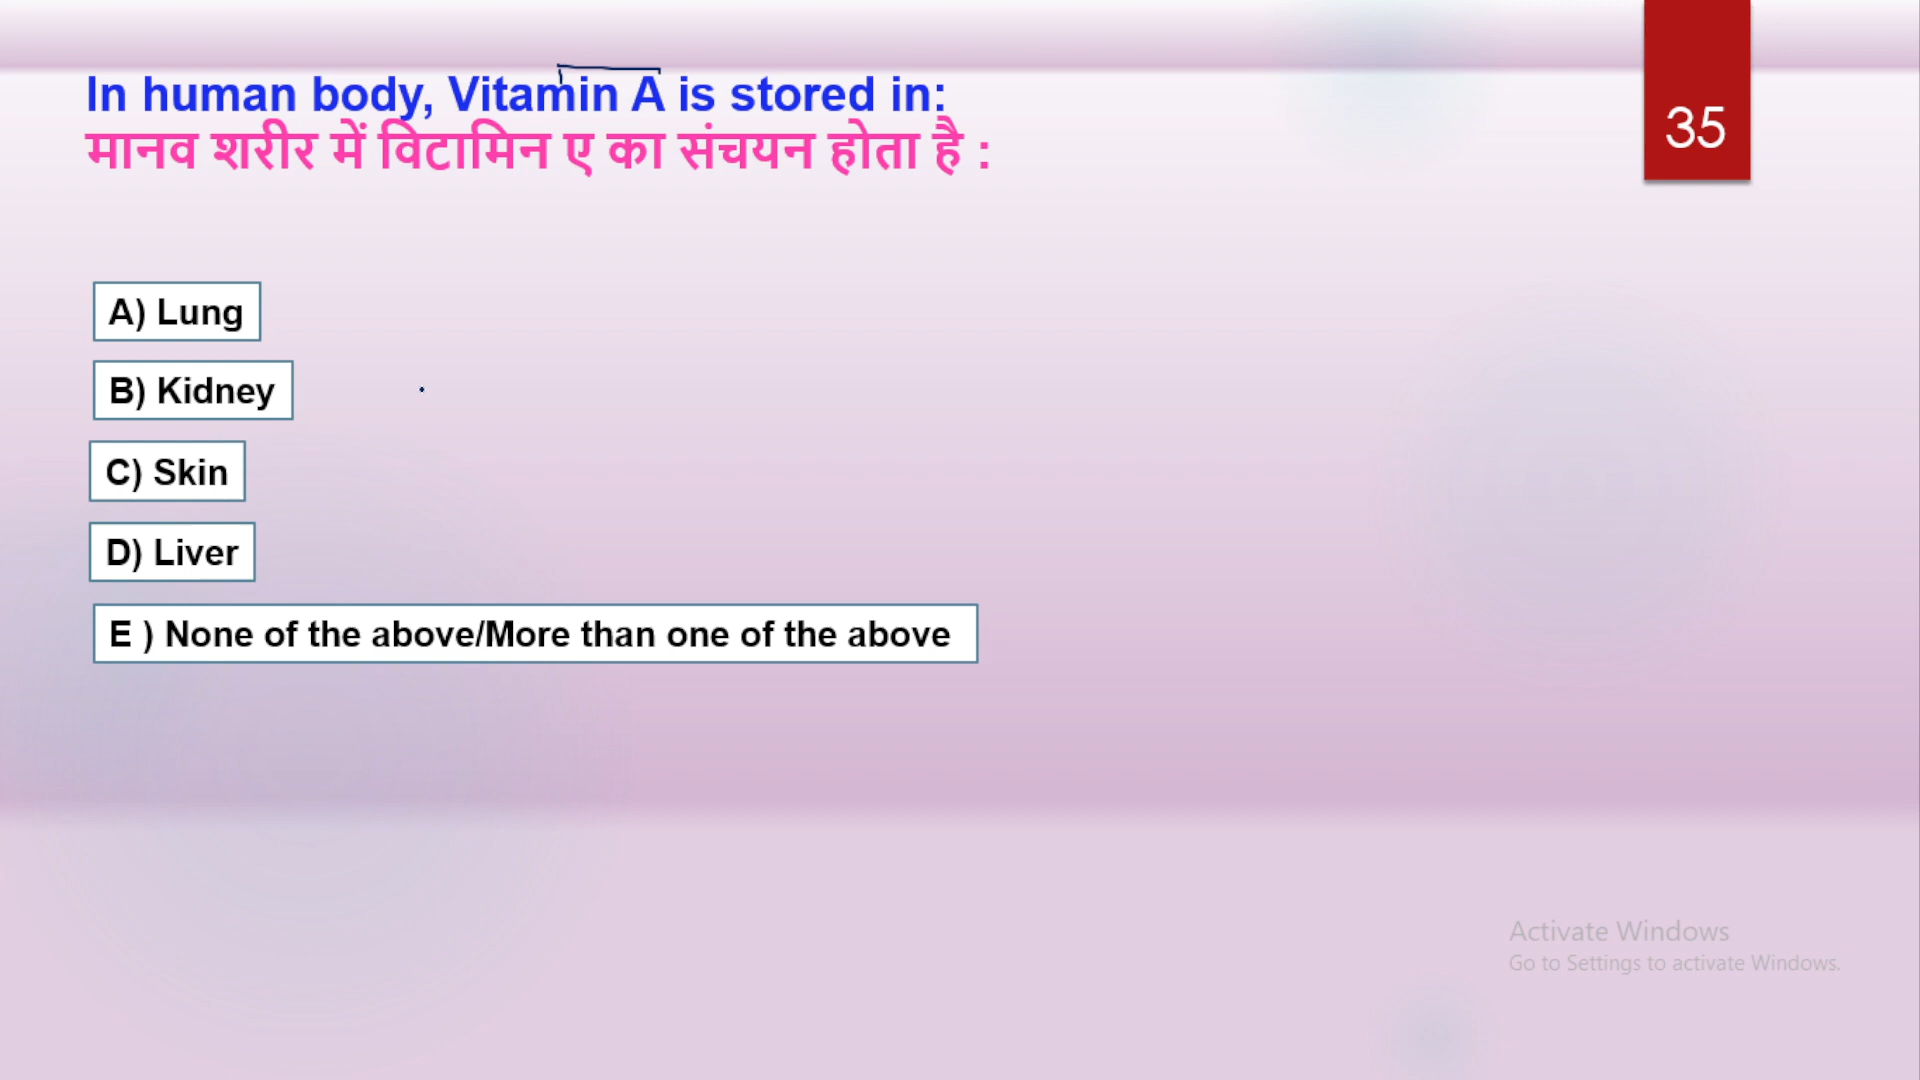 In human body, Vitamin A is stored in:
35
मानव शरीर में विटामिन ए का संचयन होता है :
A) Lung
B) Kidney
C) Skin
D) Liver
E ) None of the above/More than one of the above
Activate Windows
Go to Settings to activate Windows.